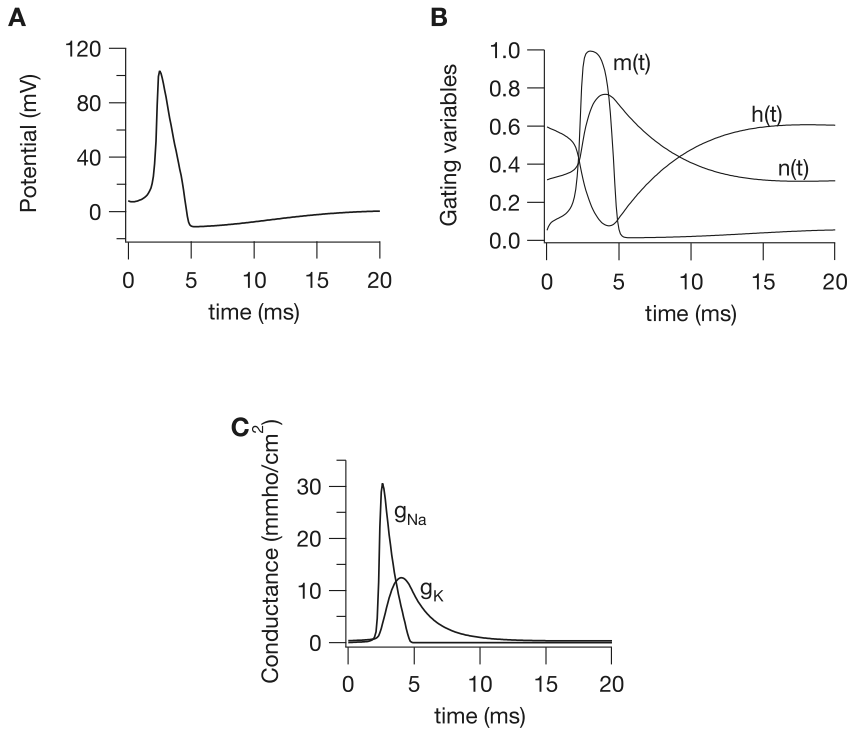 A
Potential (mV)
120
80
40
0
0 5 10 15 20
time (ms)
B
Gating variables
1.0
0.8
0.6
0.4
0.2
0.0
m(t)
h(t)
n(t)
0 5 10 15 20
time (ms)
C
Conductance (mmho/cm²)
30
20
10
0
gNa
gK
0 5 10 15 20
time (ms)